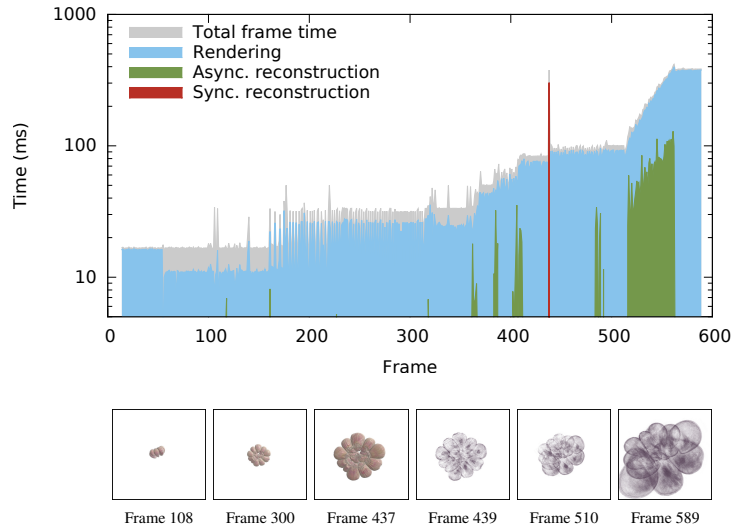 1000
100
10
Time (ms)
Total frame time
Rendering
Async. reconstruction
Sync. reconstruction
0 100 200 300 400 500 600
Frame
Frame 108 Frame 300 Frame 437 Frame 439 Frame 510 Frame 589